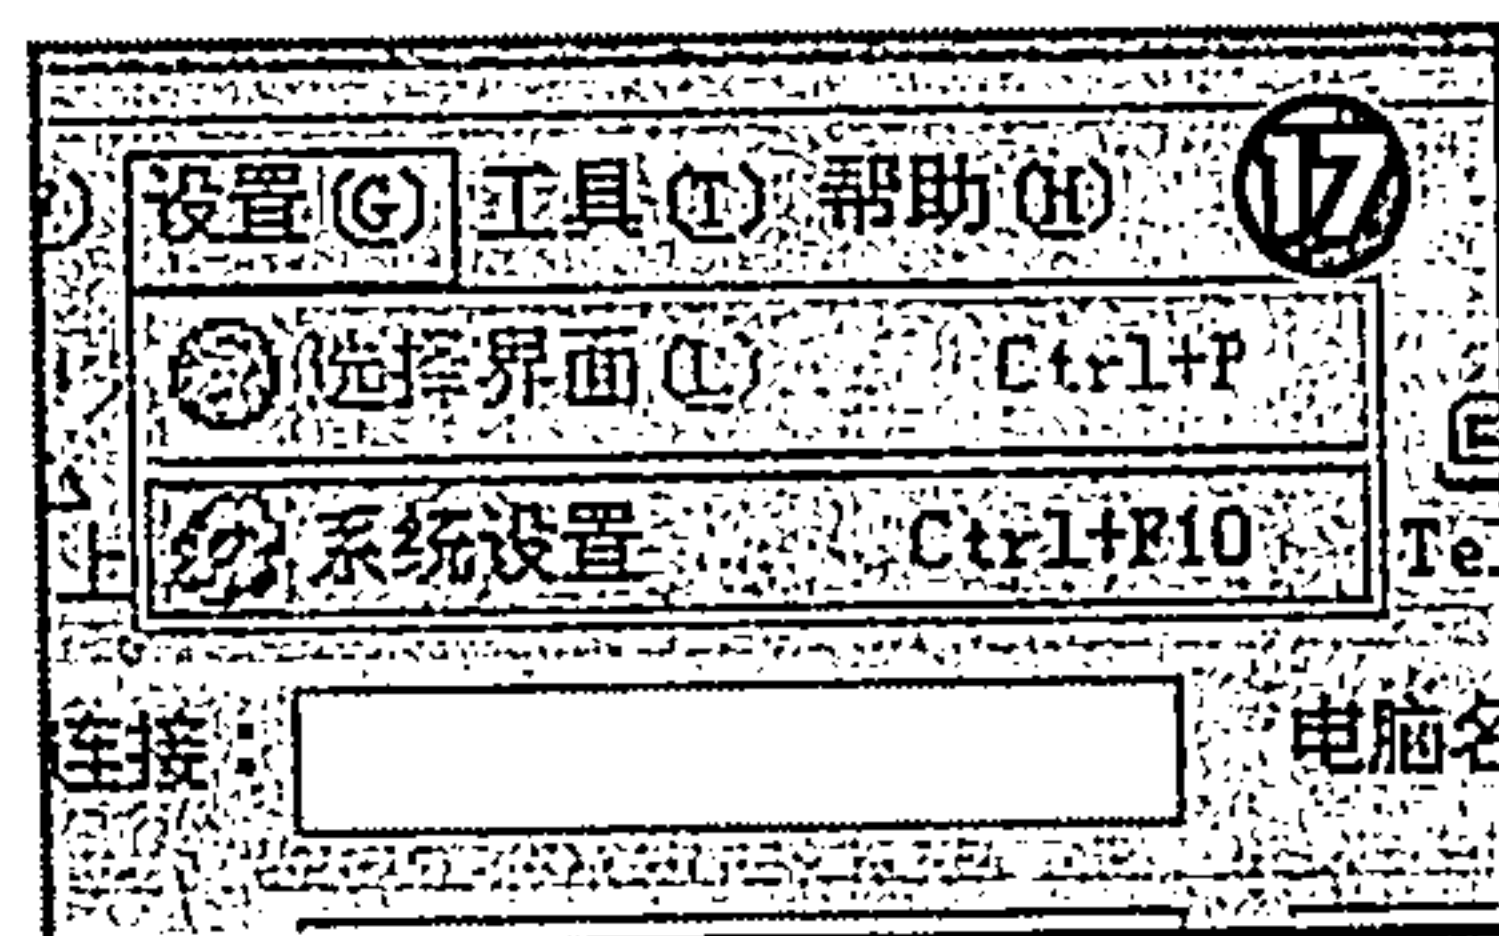 设置(G) 工具(T) 帮助(H) 17
选择界面(L) Ctrl+P
系统设置 Ctrl+F10
上
连接：
电脑名